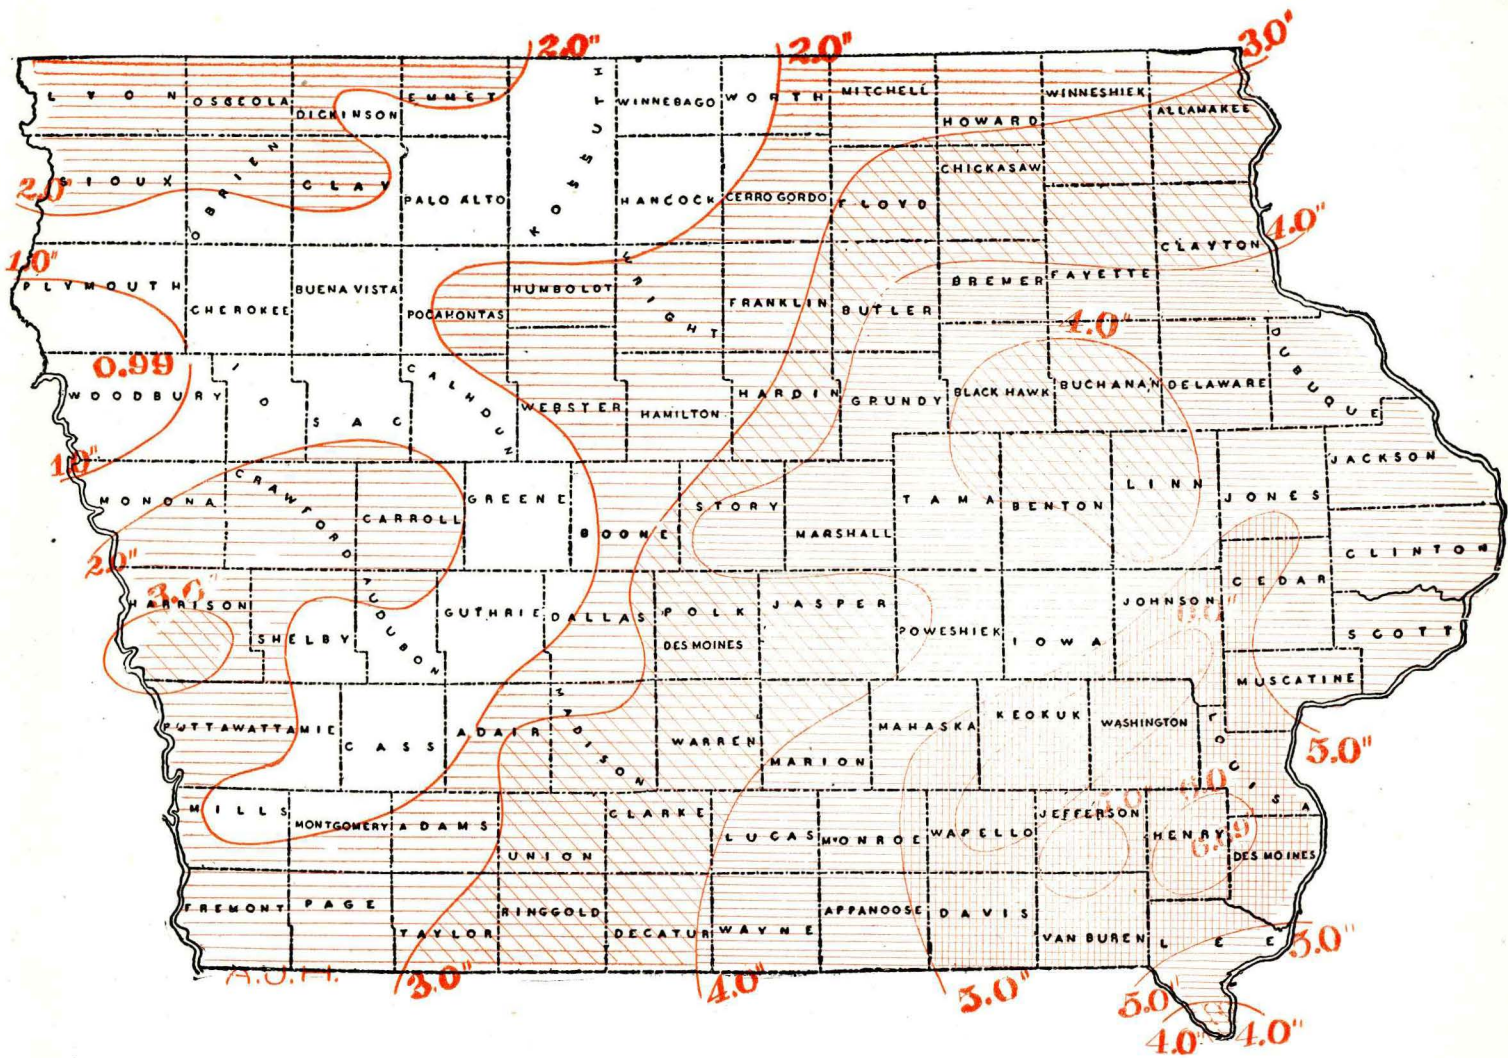 2.0"
2.0"
3.0"
LYON
OSCEOLA
DICKINSON
EMMET
KOSSUTH
WINNEBAGO
WORTH
MITCHELL
HOWARD
WINNESHIEK
ALLAMAKEE
2.0"
SIOUX
OBRIEN
CLAY
PALO ALTO
HANCOCK
CERRO GORDO
FLOYD
CHICKASAW
4.0"
1.0"
PLYMOUTH
CHEROKEE
BUENA VISTA
POCAHONTAS
HUMBOLDT
WRIGHT
FRANKLIN
BUTLER
BREMER
FAYETTE
CLAYTON
4.0"
0.99
WOODBURY
IDO
SAC
CALHOUN
WEBSTER
HAMILTON
HARDIN
GRUNDY
BLACK HAWK
BUCHANAN
DELAWARE
DUBUQUE
1.0"
MONONA
CRAWFORD
CARROLL
GREENE
BOONE
STORY
MARSHALL
TAMA
BENTON
LINN
JONES
JACKSON
2.0"
CLINTON
CEDAR
3.0"
HARRISON
SHELBY
AUDUBON
GUTHRIE
DALLAS
POLK
DES MOINES
JASPER
POWESHIEK
IOWA
JOHNSON
SCOTT
MUSCATINE
POTTAWATTAMIE
CASS
ADAIR
MADISON
WARREN
MARION
MAHASKA
KEOKUK
WASHINGTON
LOUISA
5.0"
6.0
MILLS
MONTGOMERY
ADAMS
UNION
CLARKE
LUCAS
MONROE
WAPELLO
JEFFERSON
HENRY
6.69
DES MOINES
FREMONT
PAGE
TAYLOR
RINGGOLD
DECATUR
WAYNE
APPANOOSE
DAVIS
VAN BUREN
LEE
5.0"
A.J.H.
3.0"
4.0"
5.0"
5.0
4.0"
4.0"